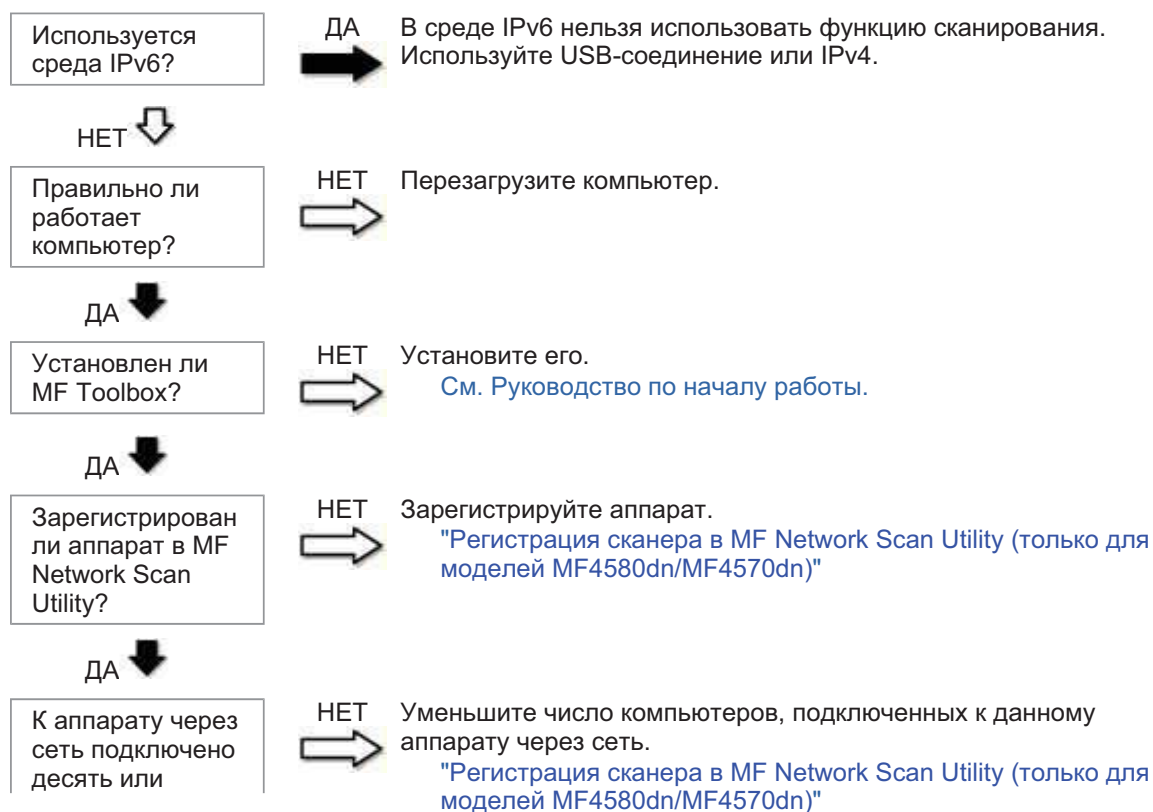 Используется
среда IPv6?
ДА
В среде IPv6 нельзя использовать функцию сканирования.
Используйте USB-соединение или IPv4.
НЕТ
Правильно ли
работает
компьютер?
НЕТ
Перезагрузите компьютер.
ДА
Установлен ли
MF Toolbox?
НЕТ
Установите его.
См. Руководство по началу работы.
ДА
Зарегистрирован
ли аппарат в MF
Network Scan
Utility?
НЕТ
Зарегистрируйте аппарат.
"Регистрация сканера в MF Network Scan Utility (только для
моделей MF4580dn/MF4570dn)"
ДА
К аппарату через
сеть подключено
десять или
НЕТ
Уменьшите число компьютеров, подключенных к данному
аппарату через сеть.
"Регистрация сканера в MF Network Scan Utility (только для
моделей MF4580dn/MF4570dn)"